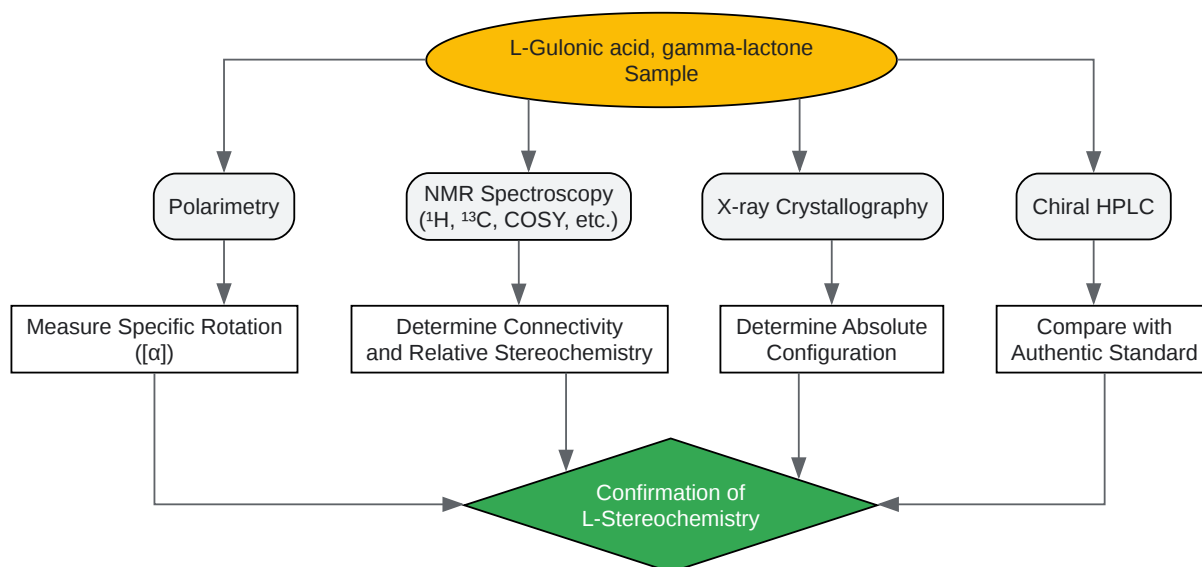 L-Gulonic acid, gamma-lactone
Sample
Polarimetry
NMR Spectroscopy
(¹H, ¹³C, COSY, etc.)
X-ray Crystallography
Chiral HPLC
Measure Specific Rotation
([α])
Determine Connectivity
and Relative Stereochemistry
Determine Absolute
Configuration
Compare with
Authentic Standard
Confirmation of
L-Stereochemistry